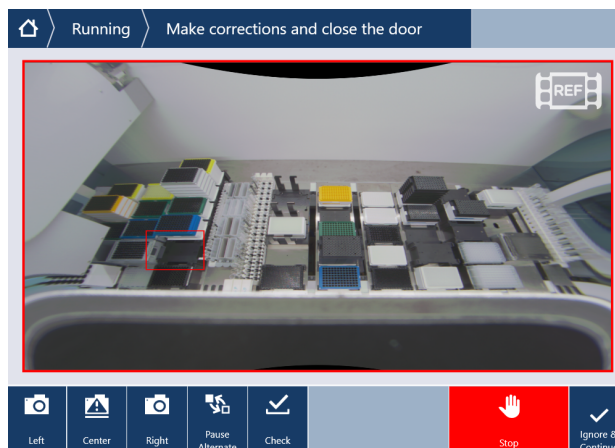 Running
Make corrections and close the door
REF
Left
Center
Right
Pause
Alternate
Check
Stop
Ignore &
Continue